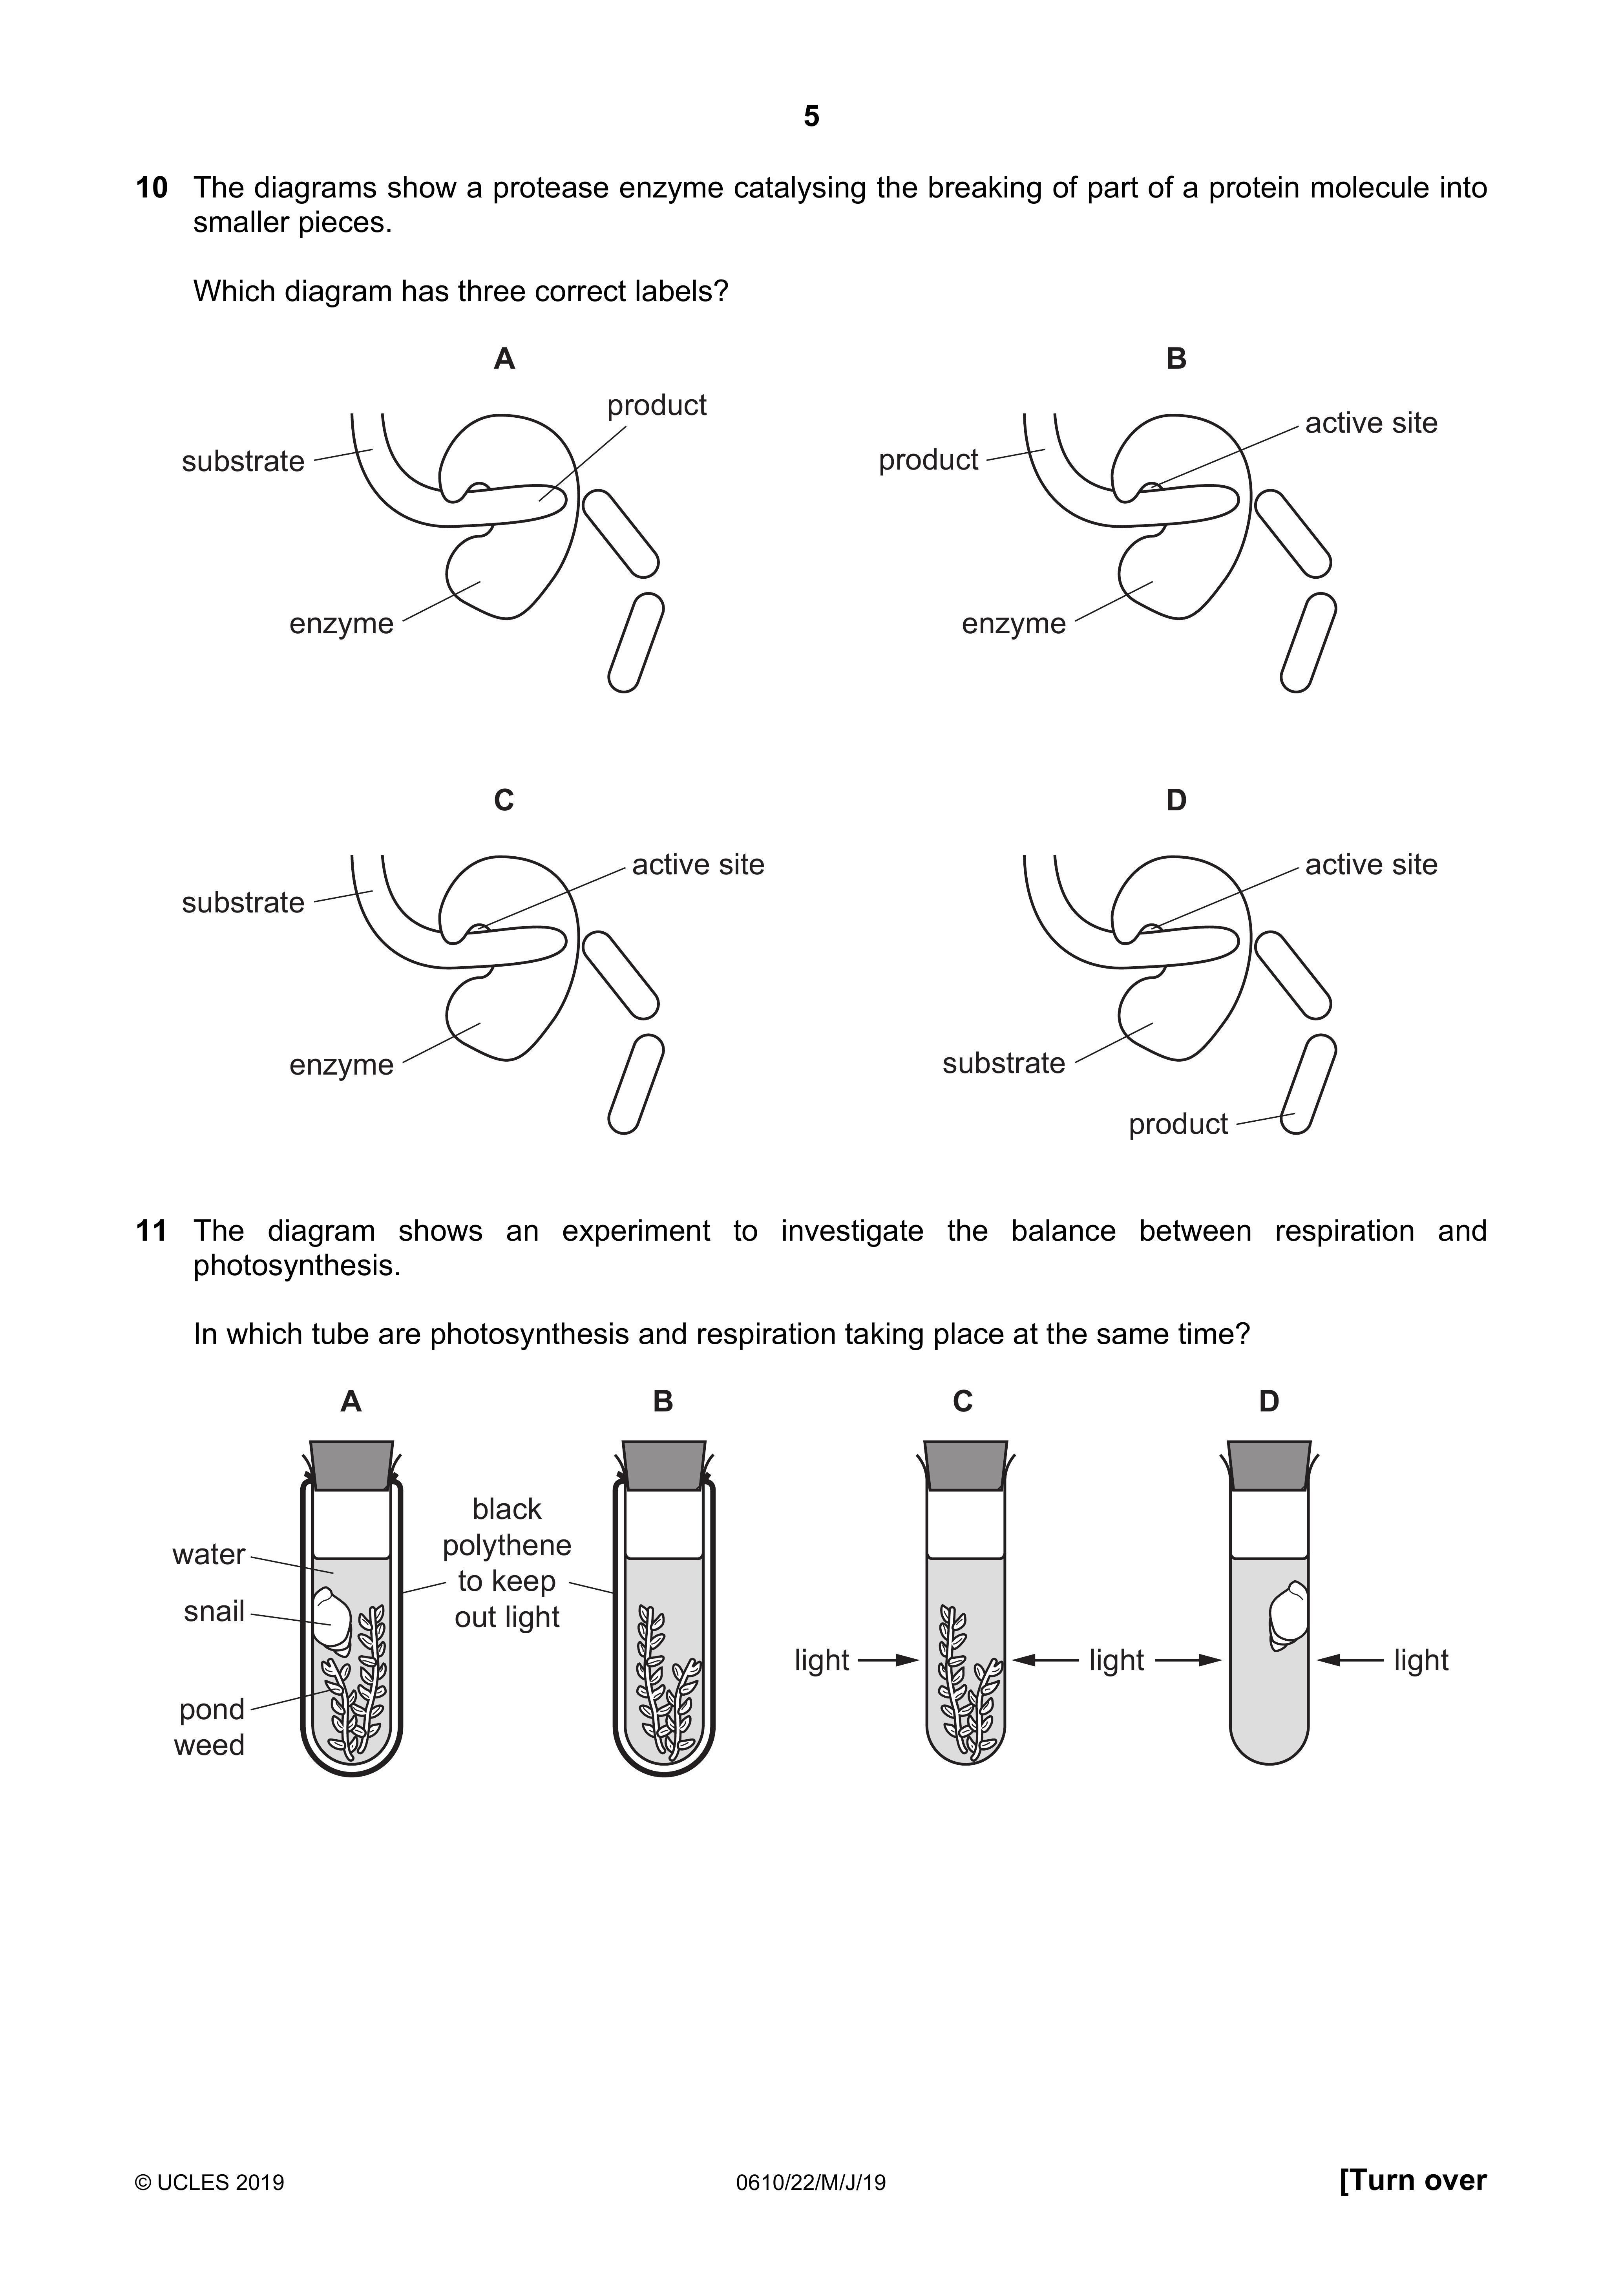 5
10 The diagrams show a protease enzyme catalysing the breaking of part of a protein molecule into
smaller pieces.
Which diagram has three correct labels?
A
product
substrate
enzyme
B
active site
product
enzyme
C
active site
substrate
enzyme
D
active site
substrate
product
11 The diagram shows an experiment to investigate the balance between respiration and
photosynthesis.
In which tube are photosynthesis and respiration taking place at the same time?
A B C D
water
snail
pond
weed
black
polythene
to keep
out light
light light light
© UCLES 2019 0610/22/M/J/19 [Turn over